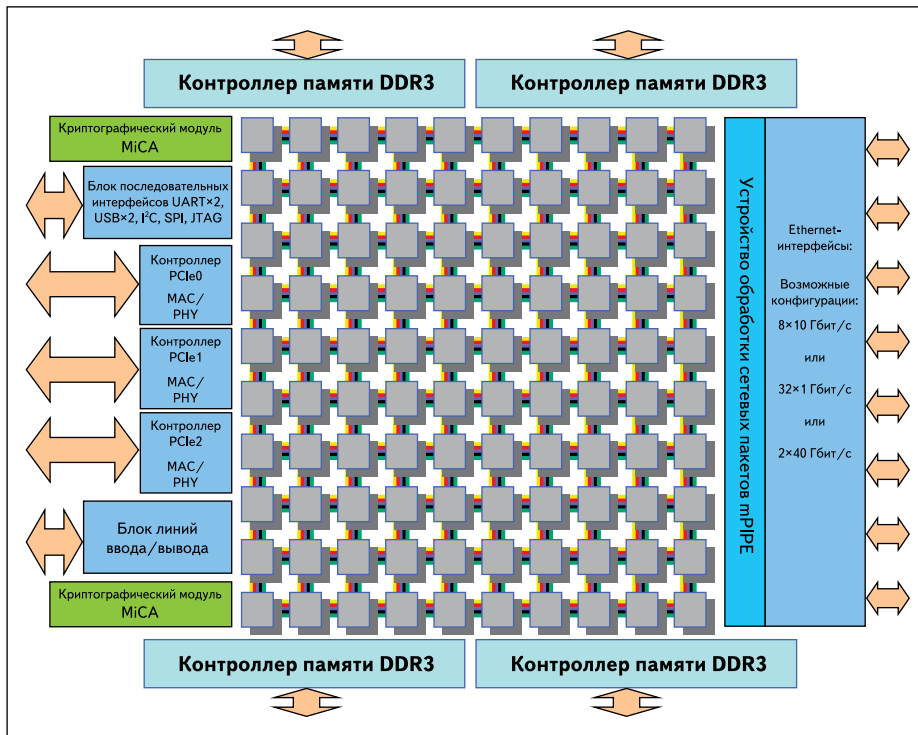 Контроллер памяти DDR3
Контроллер памяти DDR3
Криптографический модуль
MiCA
Блок последовательных
интерфейсов UART×2,
USB×2, I²C, SPI, JTAG
Контроллер
PCIe0
MAC/
PHY
Контроллер
PCIe1
MAC/
PHY
Контроллер
PCIe2
MAC/
PHY
Блок линий
ввода/вывода
Криптографический модуль
MiCA
Устройство обработки сетевых пакетов mPIPE
Ethernet-
интерфейсы:
Возможные
конфигурации:
8×10 Гбит/с
или
32×1 Гбит/с
или
2×40 Гбит/с
Контроллер памяти DDR3
Контроллер памяти DDR3